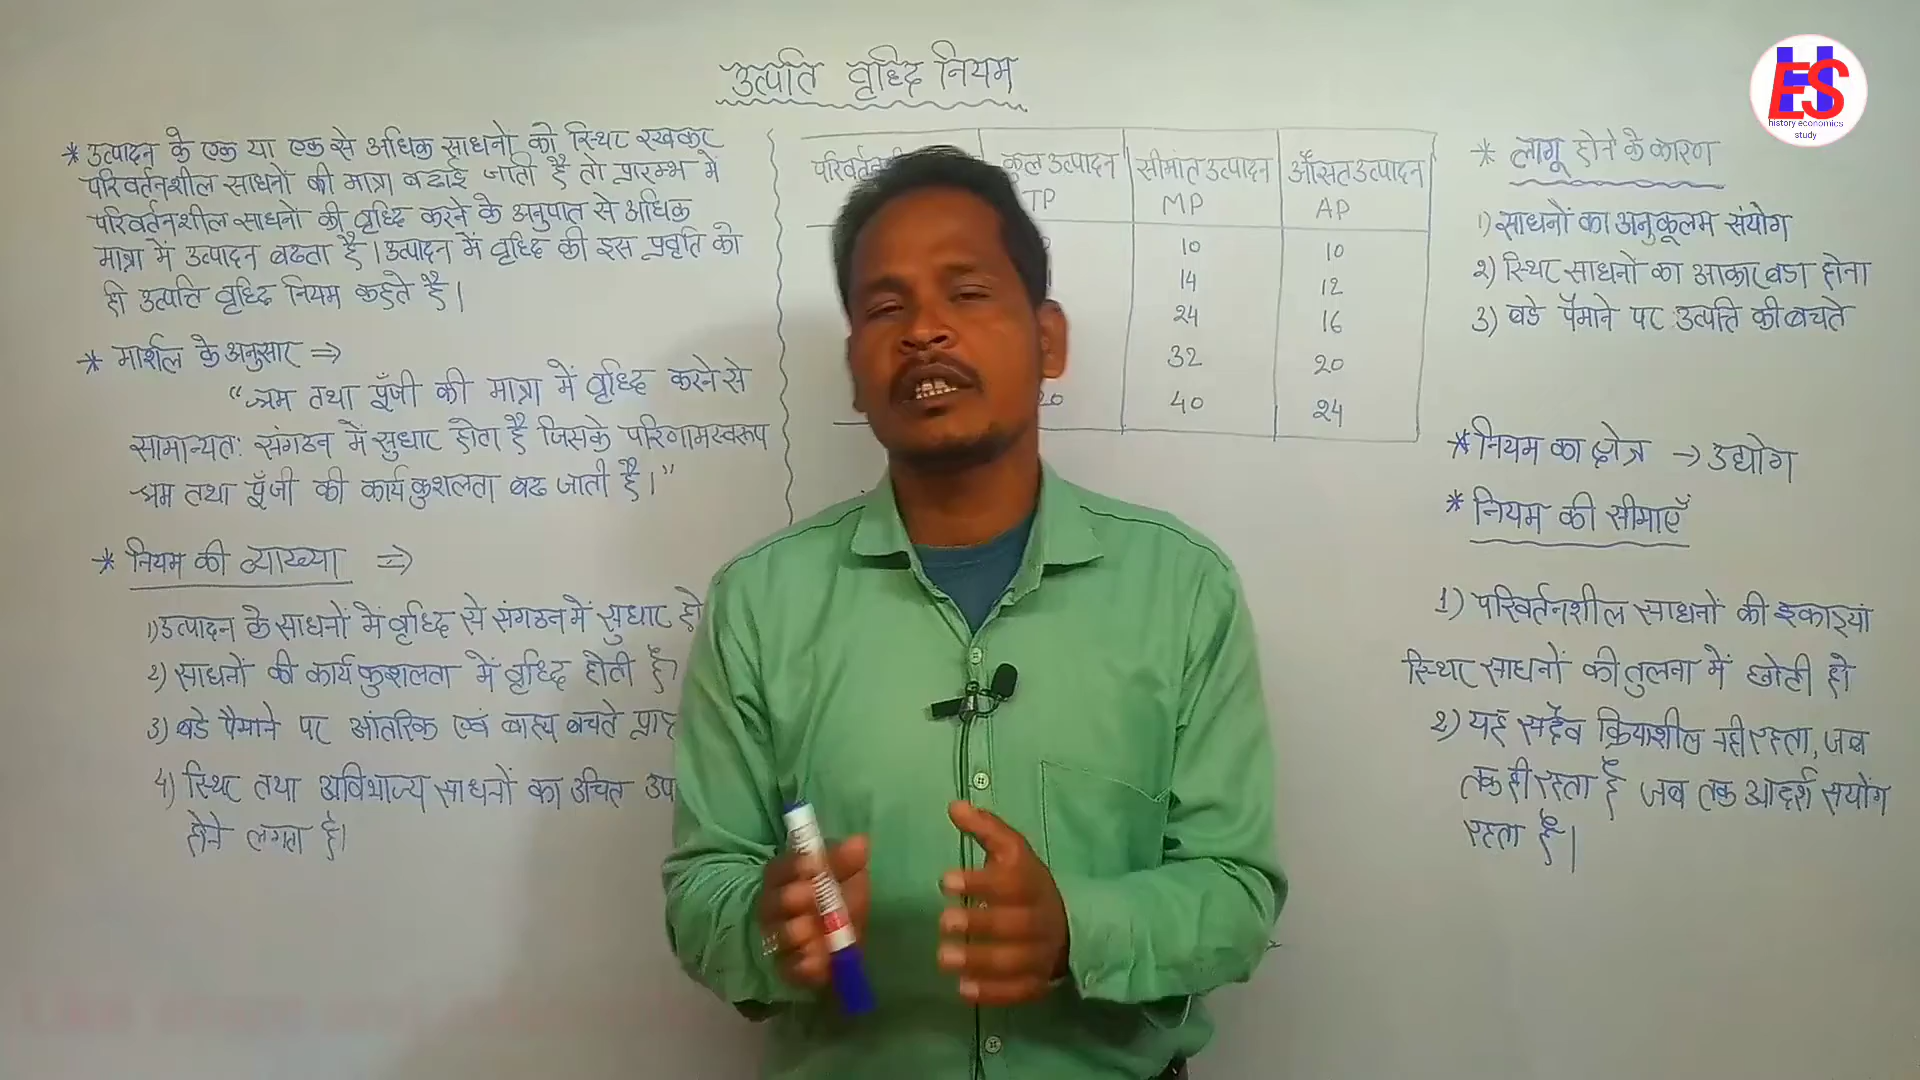 उत्पति वृध्दि नियम
* उत्पादन के एक या एक से अधिक साधनो को स्थिर रखकर
परिवर्तनशील साधनों की मात्रा बढाई जाती है तो प्रारम्भ में
परिवर्तनशील साधनों की वृध्दि करने के अनुपात से अधिक
मात्रा में उत्पादन बढता है। उत्पादन में वृध्दि की इस प्रवृति को
ही उत्पत्ति वृध्दि नियम कहते है।
* मार्शल के अनुसार ⇒
"श्रम तथा पूँजी की मात्रा में वृध्दि करने से
सामान्यत: संगठन में सुधार होता है जिसके परिणामस्वरूप
श्रम तथा पूँजी की कार्यकुशलता बढ जाती है।"
* नियम की व्याख्या ⇒
1) उत्पादन के साधनों में वृध्दि से संगठन में सुधार हो
2) साधनों की कार्यकुशलता में वृध्दि होती है
3) बडे पैमाने पर आंतरिक एवं बाह्य बचते
4) स्थिर तथा अविभाज्य साधनों का उचित उप
होने लगता है।
कुल उत्पादन सीमांत उत्पादन औसत उत्पादन
TP MP AP
10 10
14 12
24 16
32 20
20 40 24
* लागू होने के कारण
1) साधनों का अनुकूलम संयोग
2) स्थिर साधनों का आकार बडा होना
3) बडे पैमाने पर उत्पति की बचते
* नियम का क्षेत्र → उद्योग
* नियम की सीमाएँ
1) परिवर्तनशील साधनों की इकाइयां
स्थिर साधनों की तुलना में छोटी हो
2) यह सदैव क्रियाशील नही रहता, जब
तक ही रहता है जब तक आदर्श सयोंग
रहता है।
HES
history economics
study